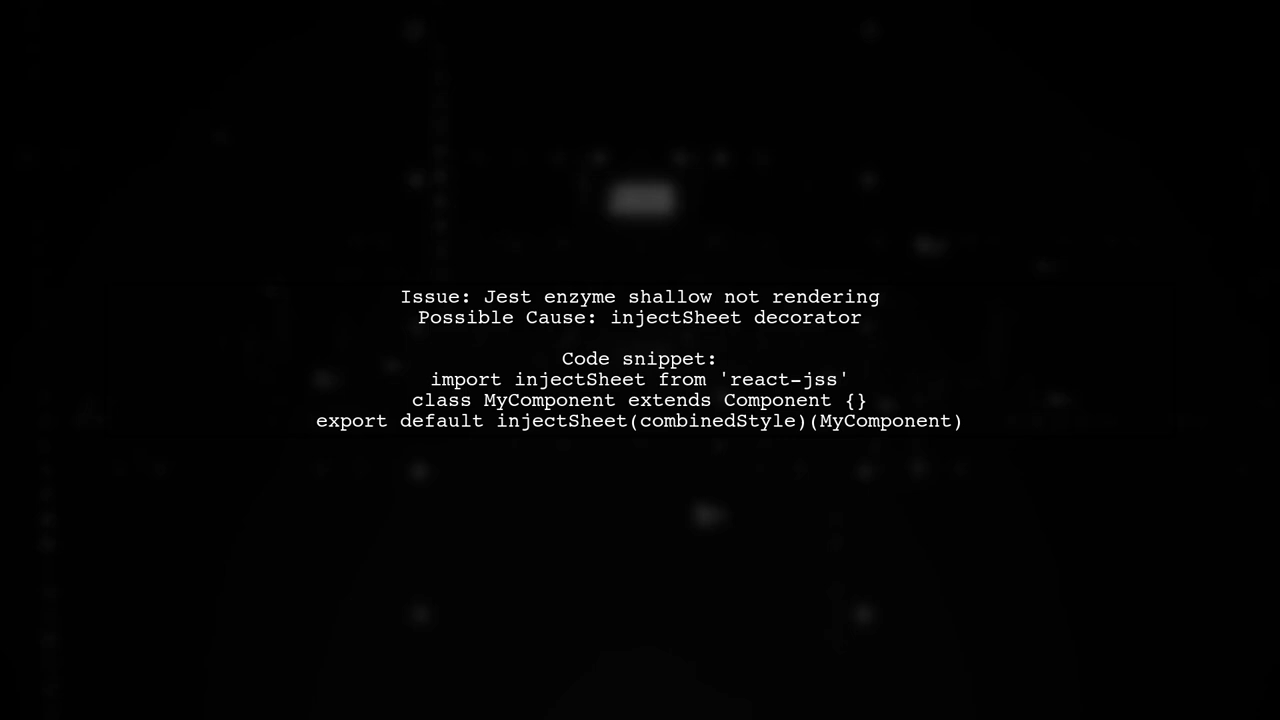 Issue: Jest enzyme shallow not rendering
Possible Cause: injectSheet decorator
Code snippet:
import injectSheet from 'react-jss'
class MyComponent extends Component {}
export default injectSheet(combinedStyle)(MyComponent)